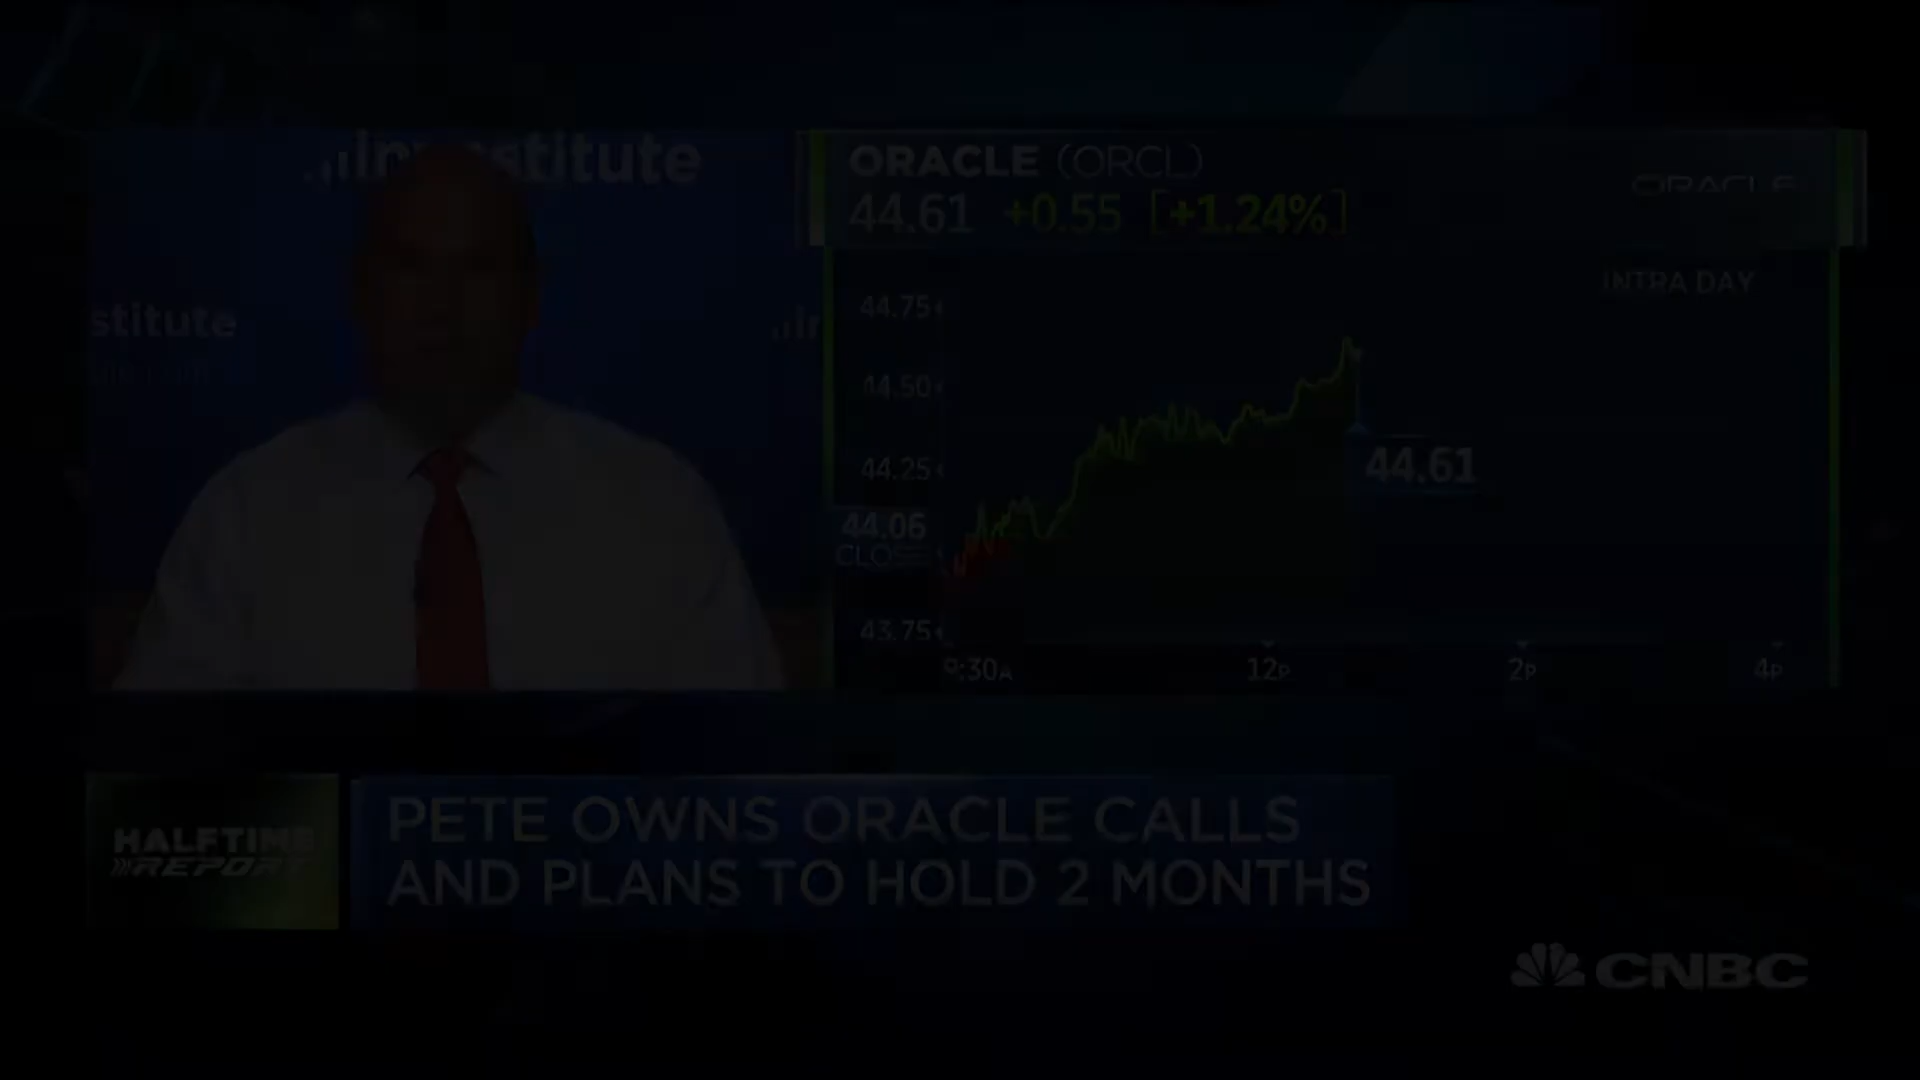 investitute
stitute
ORACLE (ORCL)
44.61 +0.55 [+1.24%]
ORACLE
INTRA DAY
44.75
44.50
44.25
44.06
CLOSE
43.75
44.61
9:30A 12P 2P 4P
HALFTIME
REPORT
PETE OWNS ORACLE CALLS
AND PLANS TO HOLD 2 MONTHS
CNBC